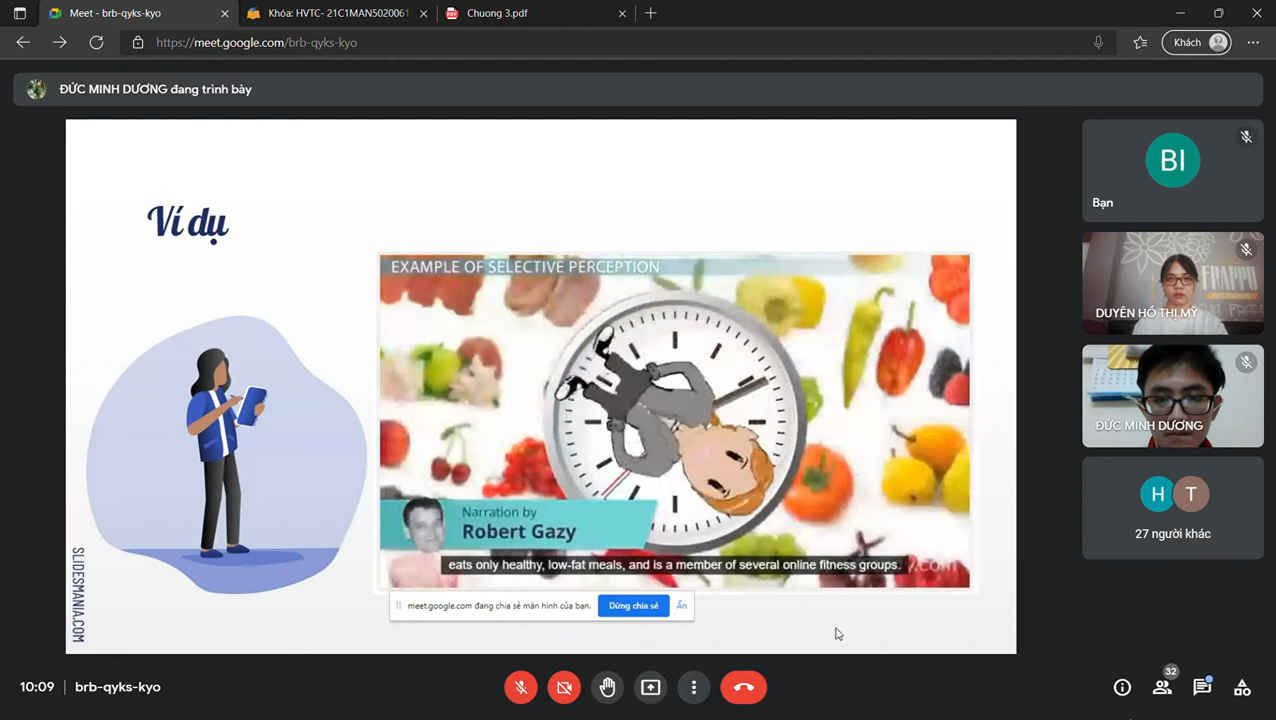 Meet - brb-qyks-kyo
Khóa: HVTC- 21C1MAN5020061
Chuong 3.pdf
https://meet.google.com/brb-qyks-kyo
Khách
ĐỨC MINH DƯƠNG đang trình bày
Ví dụ
EXAMPLE OF SELECTIVE PERCEPTION
Narration by
Robert Gazy
eats only healthy, low-fat meals, and is a member of several online fitness groups.
meet.google.com đang chia sẻ màn hình của bạn.
Dừng chia sẻ
Ẩn
SLIDESMANIA.COM
BI
Bạn
FRAPPU
DUYÊN HỒ THỊ MỸ
ĐỨC MINH DƯƠNG
H
T
27 người khác
10:09
brb-qyks-kyo
32